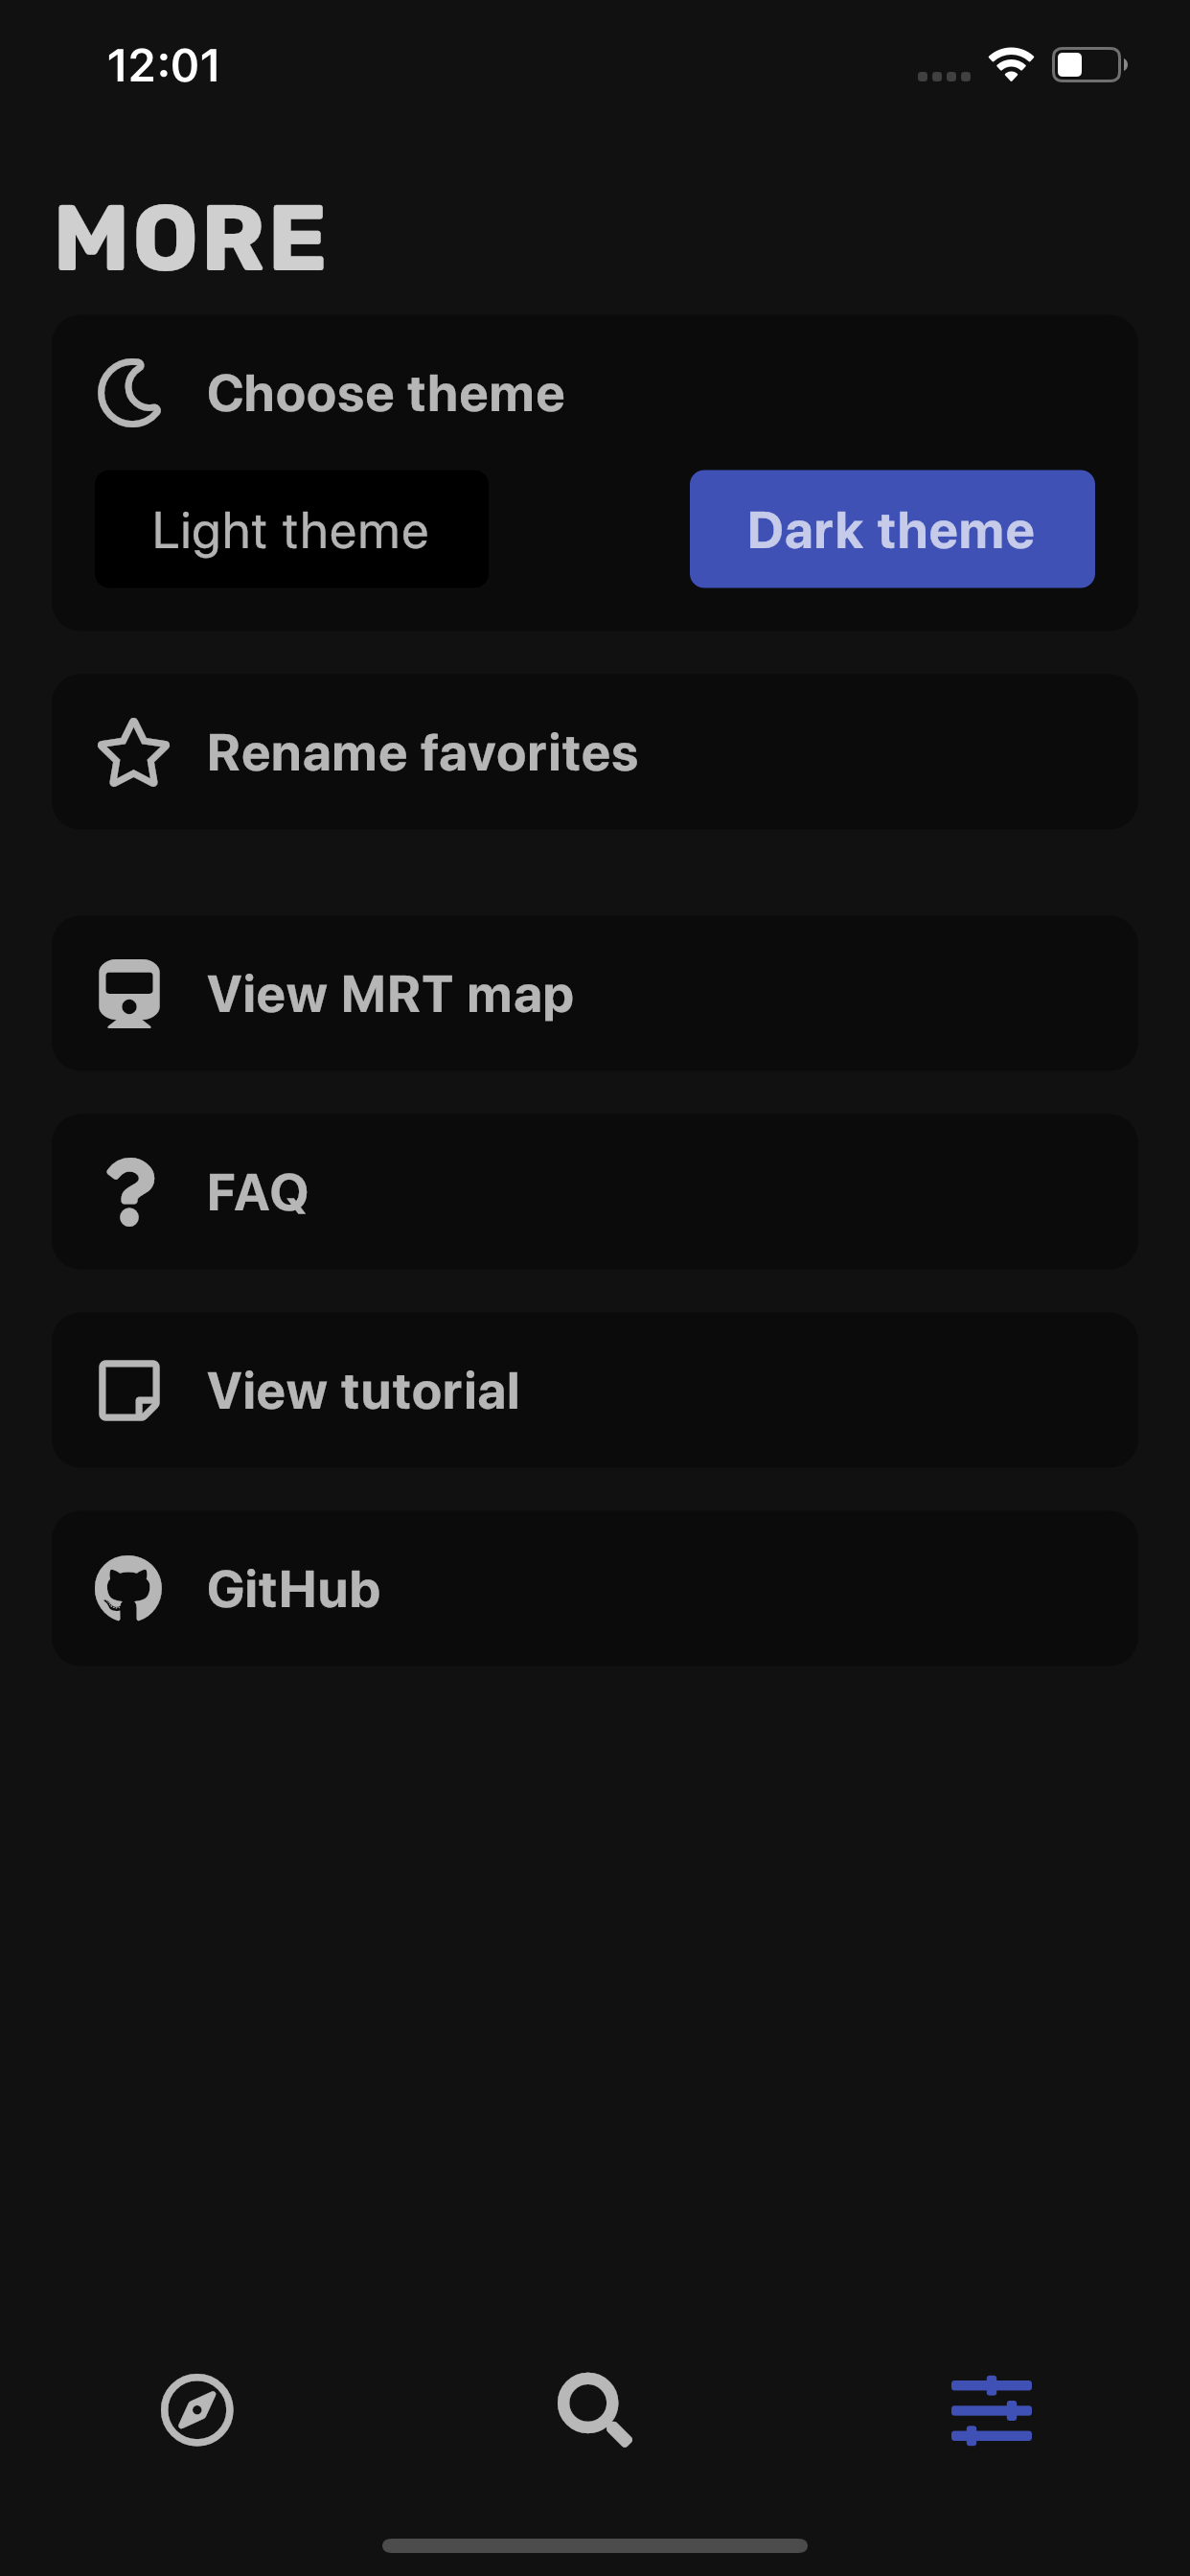 12:01
MORE
Choose theme
Light theme
Dark theme
Rename favorites
View MRT map
FAQ
View tutorial
GitHub